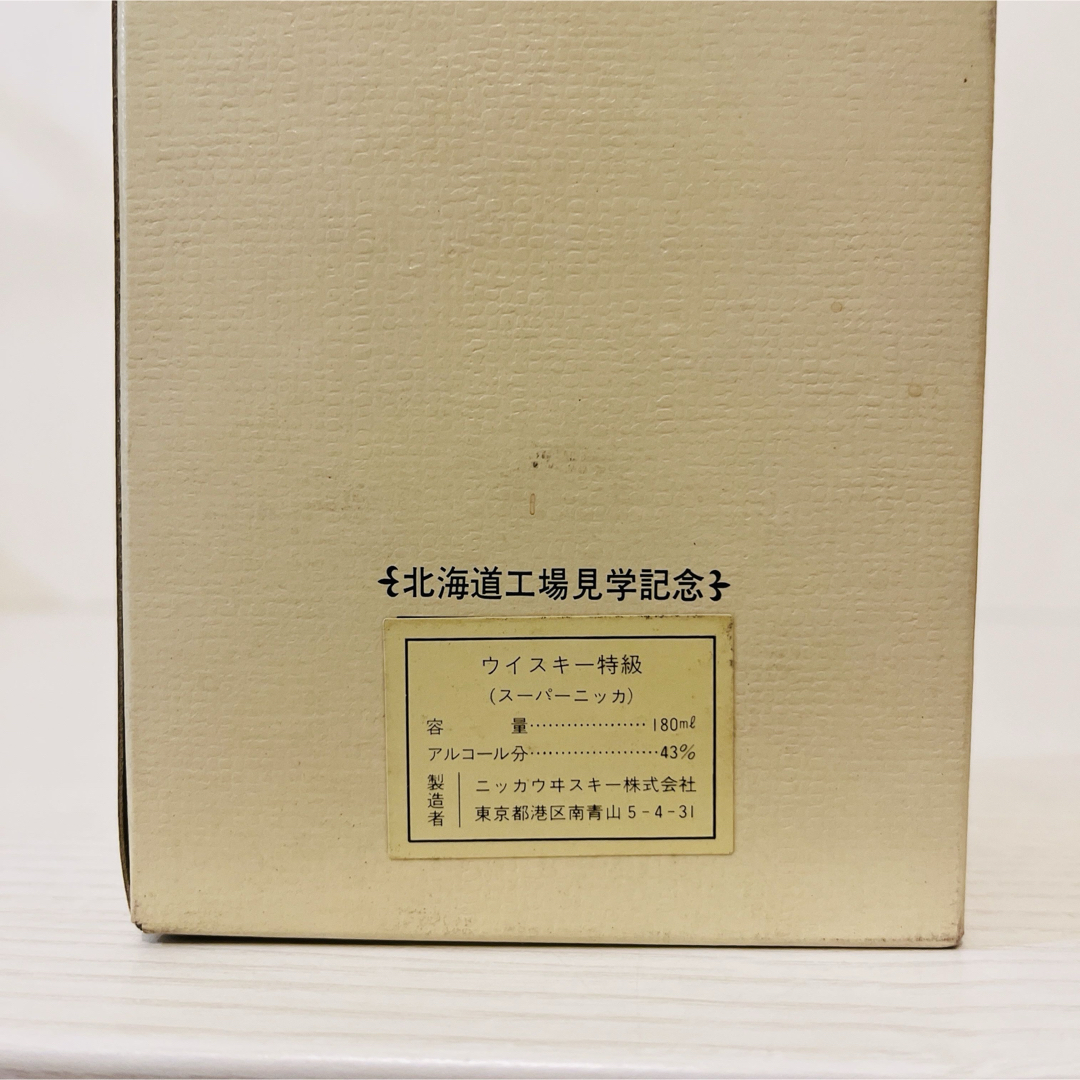 北海道工場見学記念
ウイスキー特級
(スーパーニッカ)
容量…………………180ml
アルコール分…………………43%
製造者
ニッカウヰスキー株式会社
東京都港区南青山5-4-31